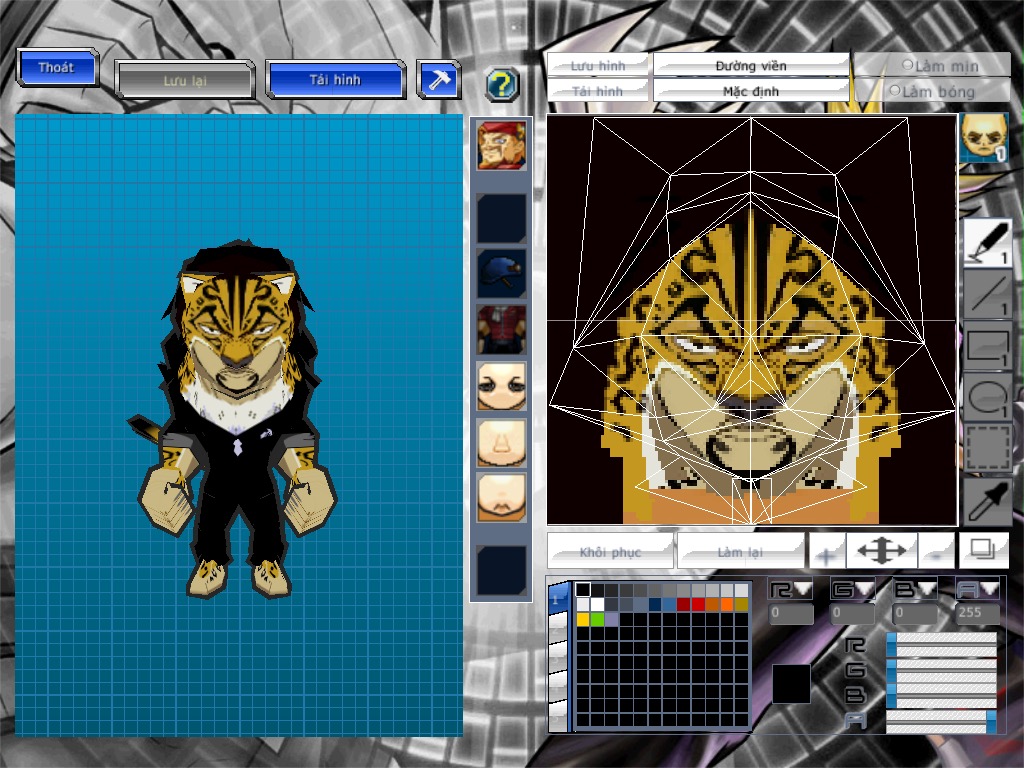 Thoát
Lưu lại
Tải hình
?
Lưu hình
Đường viền
Làm mịn
Tải hình
Mặc định
Làm bóng
1
1
1
1
1
Khôi phục
Làm lại
+
-
1
R
G
B
A
0
0
0
255
R
G
B
A